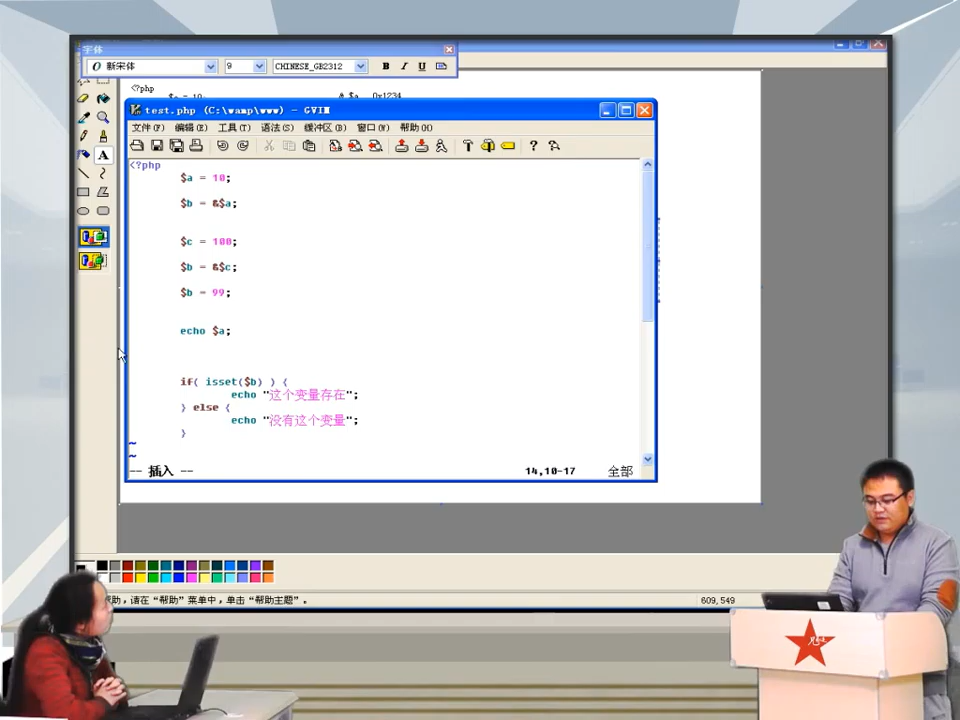 字体
新宋体 9 CHINESE_GB2312 B I U
<?php
0x1234
test.php (C:\wamp\www) - GVIM
文件(F) 编辑(E) 工具(T) 语法(S) 缓冲区(B) 窗口(W) 帮助(H)
<?php
$a = 10;
$b = &$a;
$c = 100;
$b = &$c;
$b = 99;
echo $a;
if( isset($b) ) {
echo "这个变量存在";
} else {
echo "没有这个变量";
}
~
~
-- 插入 --
14,10-17 全部
助,请在“帮助”菜单中,单击“帮助主题”。
609,549